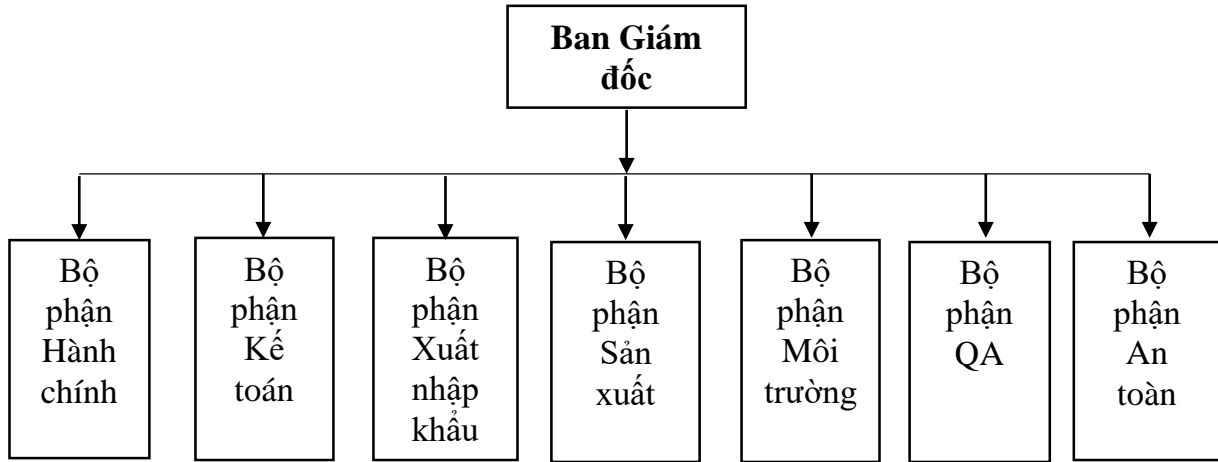 Ban Giám
đốc
Bộ
phận
Hành
chính
Bộ
phận
Kế
toán
Bộ
phận
Xuất
nhập
khẩu
Bộ
phận
Sản
xuất
Bộ
phận
Môi
trường
Bộ
phận
QA
Bộ
phận
An
toàn